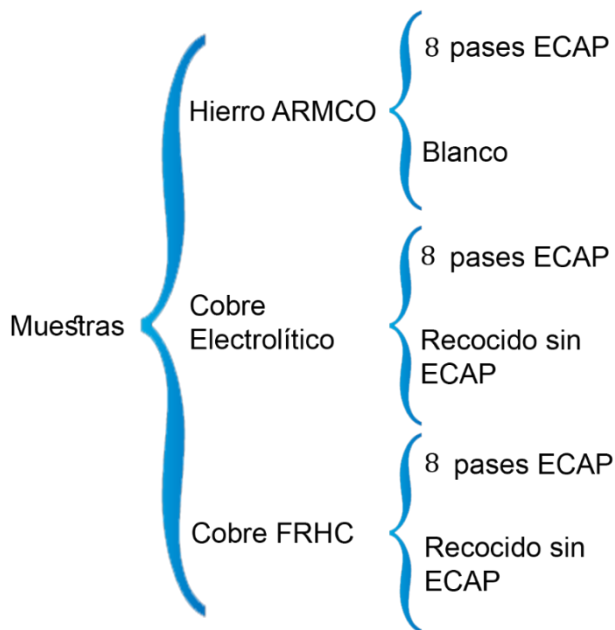 Muestras
Hierro ARMCO
8 pases ECAP
Blanco
Cobre
Electrolítico
8 pases ECAP
Recocido sin
ECAP
Cobre FRHC
8 pases ECAP
Recocido sin
ECAP